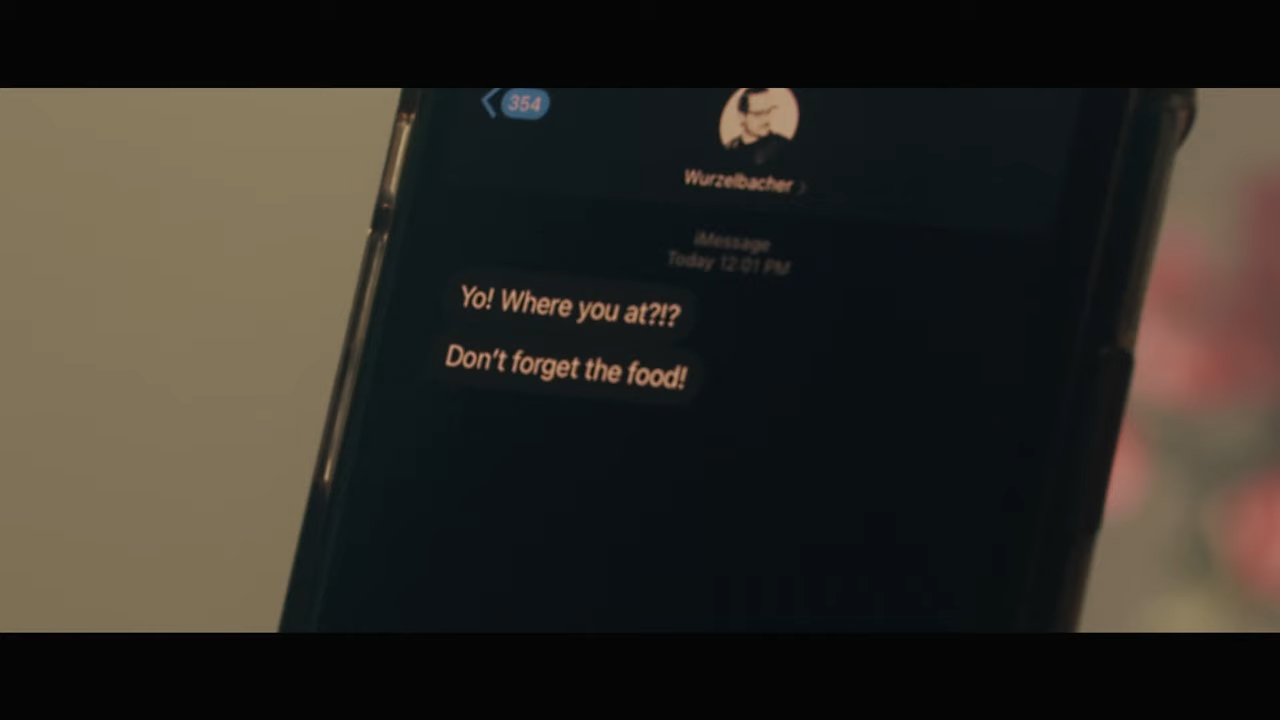 354
Wurzelbacher
iMessage
Today 12:01 PM
Yo! Where you at?!?
Don't forget the food!